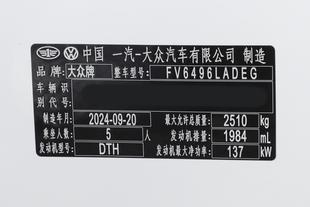 中国 一汽-大众汽车有限公司 制造
品牌:大众牌 整车型号: FV6496LADEG
车辆识别代号:
制造年月 2024-09-20 最大允许总质量: 2510 kg
乘坐人数: 5 人 发动机排量: 1984 mL
发动机型号: DTH 发动机最大净功率: 137 kW